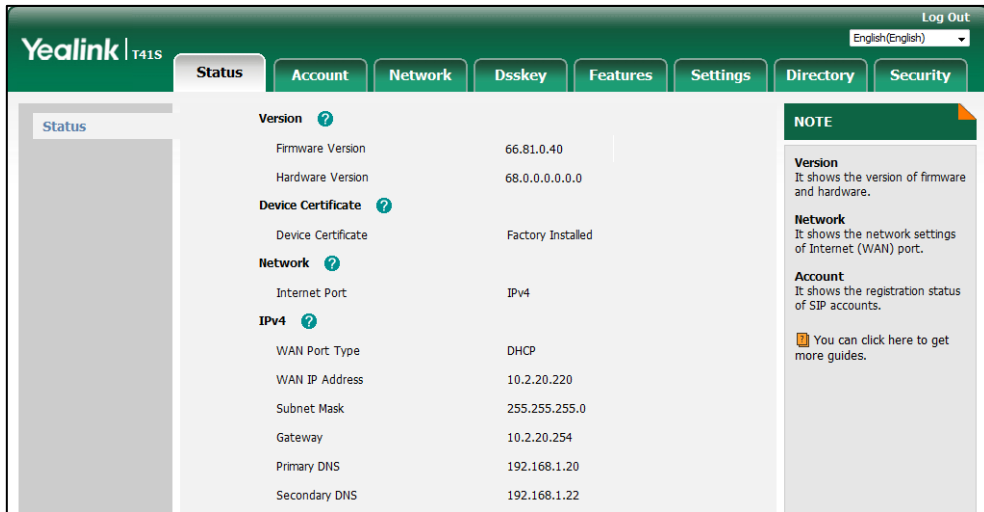 Log Out
Yealink T41S
English(English)
Status Account Network Dsskey Features Settings Directory Security
Status
Version ?
Firmware Version 66.81.0.40
Hardware Version 68.0.0.0.0.0.0
Device Certificate ?
Device Certificate Factory Installed
Network ?
Internet Port IPv4
IPv4 ?
WAN Port Type DHCP
WAN IP Address 10.2.20.220
Subnet Mask 255.255.255.0
Gateway 10.2.20.254
Primary DNS 192.168.1.20
Secondary DNS 192.168.1.22
NOTE
Version
It shows the version of firmware
and hardware.
Network
It shows the network settings
of Internet (WAN) port.
Account
It shows the registration status
of SIP accounts.
? You can click here to get
more guides.